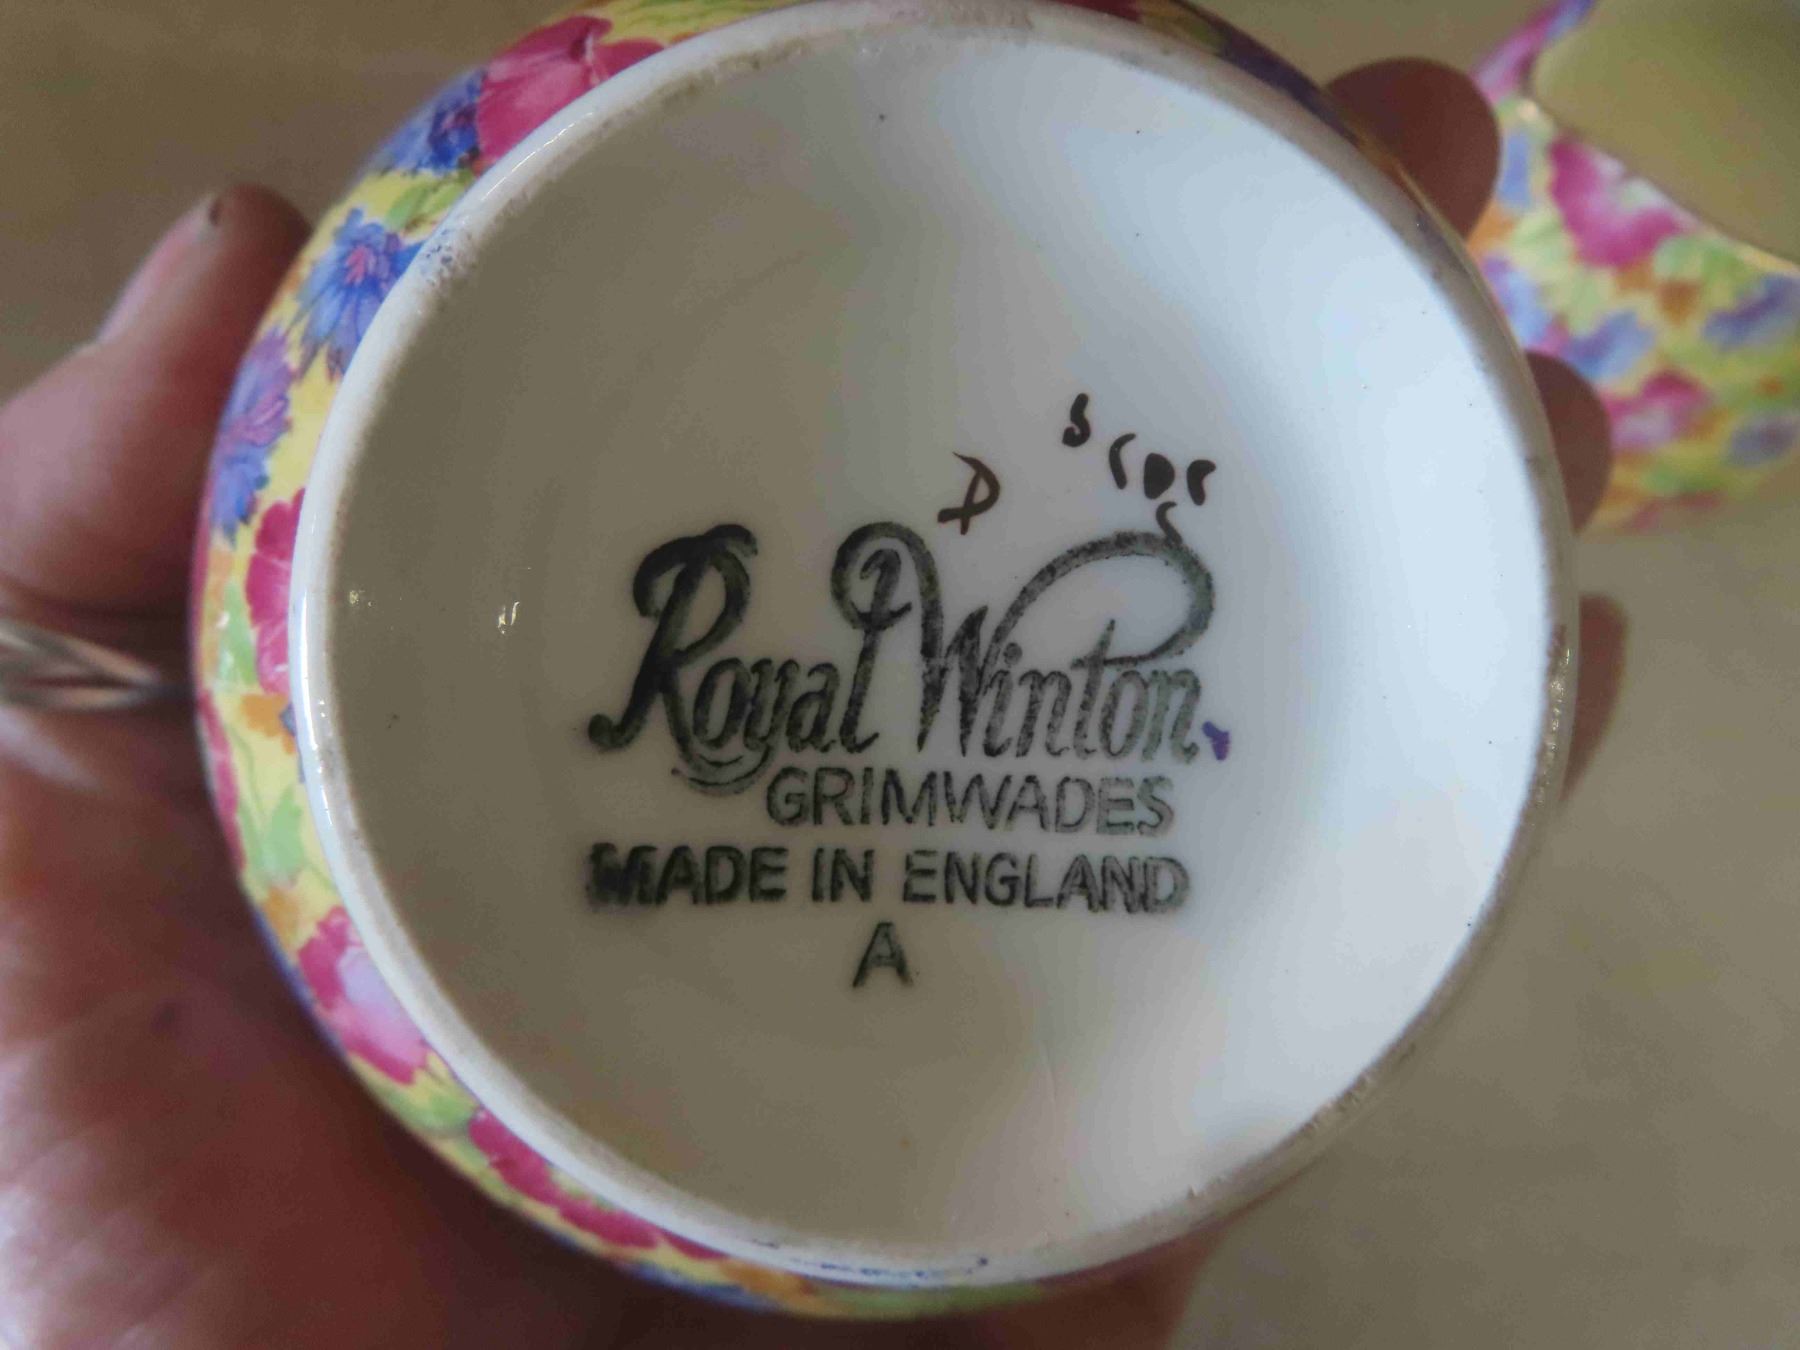 D
Royal Winton
GRIMWADES
MADE IN ENGLAND
A